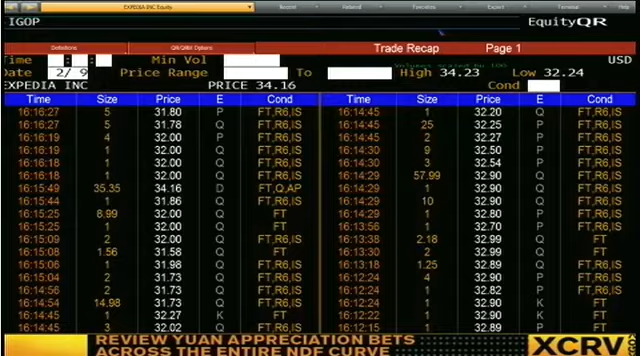 EXPEDIA INC Equity
IGOP EquityQR
Definitions QR/QRM Options Trade Recap Page 1
Time : : Min Vol Volumes scaled by 100 USD
Date 2/ 9 Price Range To High 34.23 Low 32.24
EXPEDIA INC PRICE 34.16 Cond
Time Size Price E Cond Time Size Price E Cond
16:16:27 5 31.80 P FT,R6,IS 16:14:45 1 32.20 Q FT,R6,IS
16:16:27 5 31.78 Q FT,R6,IS 16:14:45 25 32.25 P FT,R6,IS
16:16:19 4 32.00 P FT,R6,IS 16:14:45 2 32.27 P FT,R6,IS
16:16:18 1 32.00 Q FT,R6,IS 16:14:30 9 32.50 P FT,R6,IS
16:16:18 1 32.00 Q FT,R6,IS 16:14:30 3 32.54 P FT,R6,IS
16:16:18 1 32.00 Q FT,R6,IS 16:14:29 57.99 32.90 Q FT,R6,IS
15:15:49 35.35 34.16 D FT,Q,AP 16:14:29 1 32.90 Q FT,R6,IS
16:15:44 1 31.86 Q FT,R6,IS 16:14:29 10 32.90 Q FT,R6,IS
16:15:25 8.99 32.00 Q FT 16:14:29 1 32.80 P FT,R6,IS
16:15:25 1 32.00 Q FT 16:13:56 1 32.70 P FT,R6,IS
16:15:09 2 32.00 Q FT,R6,IS 16:13:38 2.18 32.99 Q FT
16:15:08 1.56 31.58 Q FT 16:13:30 2 32.99 Q FT
16:15:06 1 31.98 Q FT,R6,IS 16:13:18 1.25 32.89 Q FT,R6,IS
16:15:04 2 31.73 Q FT,R6,IS 16:12:24 4 32.90 P FT,R6,IS
16:14:56 2 31.73 Q FT,R6,IS 16:12:24 1 32.82 P FT,R6,IS
16:14:54 14.98 31.73 Q FT,R6,IS 16:12:24 1 32.90 K FT
16:14:45 1 32.27 K FT 16:12:22 1 32.90 K FT
16:14:45 3 32.02 Q FT,R6,IS 16:12:15 1 32.89 P FT,R6,IS
REVIEW YUAN APPRECIATION BETS
ACROSS THE ENTIRE NDF CURVE
XCRV